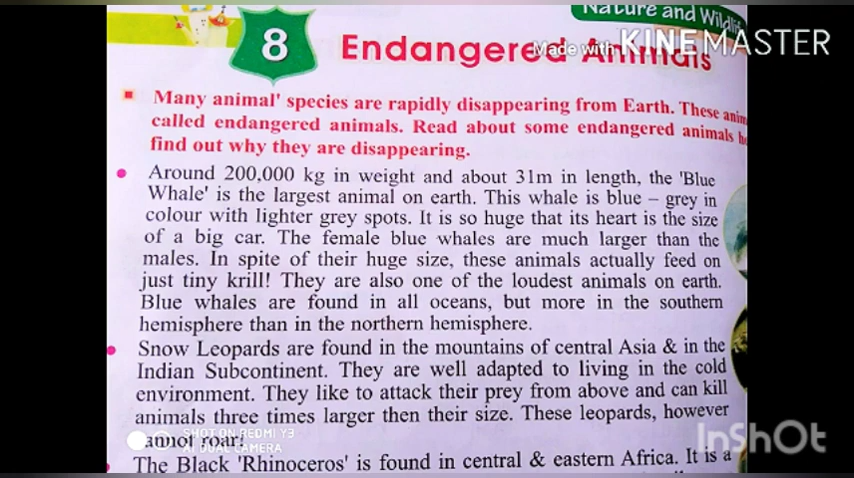 Nature and Wildli
8
Endangered Animals
Made with KINEMASTER
Many animal' species are rapidly disappearing from Earth. These anim
called endangered animals. Read about some endangered animals he
find out why they are disappearing.
Around 200,000 kg in weight and about 31m in length, the 'Blue
Whale' is the largest animal on earth. This whale is blue – grey in
colour with lighter grey spots. It is so huge that its heart is the size
of a big car. The female blue whales are much larger than the
males. In spite of their huge size, these animals actually feed on
just tiny krill! They are also one of the loudest animals on earth.
Blue whales are found in all oceans, but more in the southern
hemisphere than in the northern hemisphere.
Snow Leopards are found in the mountains of central Asia & in the
Indian Subcontinent. They are well adapted to living in the cold
environment. They like to attack their prey from above and can kill
animals three times larger then their size. These leopards, however
annot roar.
SHOT ON REDMI Y3
AI DUAL CAMERA
InShOt
The Black 'Rhinoceros' is found in central & eastern Africa. It is a